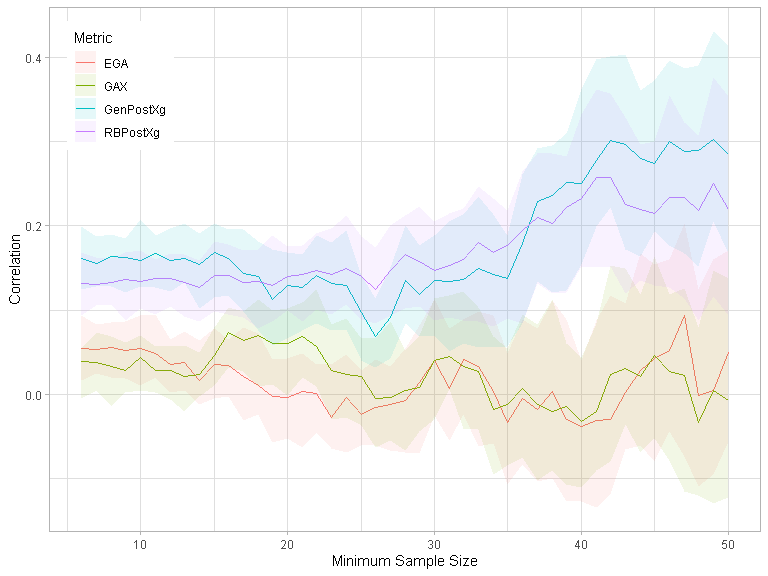 Metric
EGA
GAX
GenPostXg
RBPostXg
0.4
0.2
0.0
Correlation
10
20
30
40
50
Minimum Sample Size